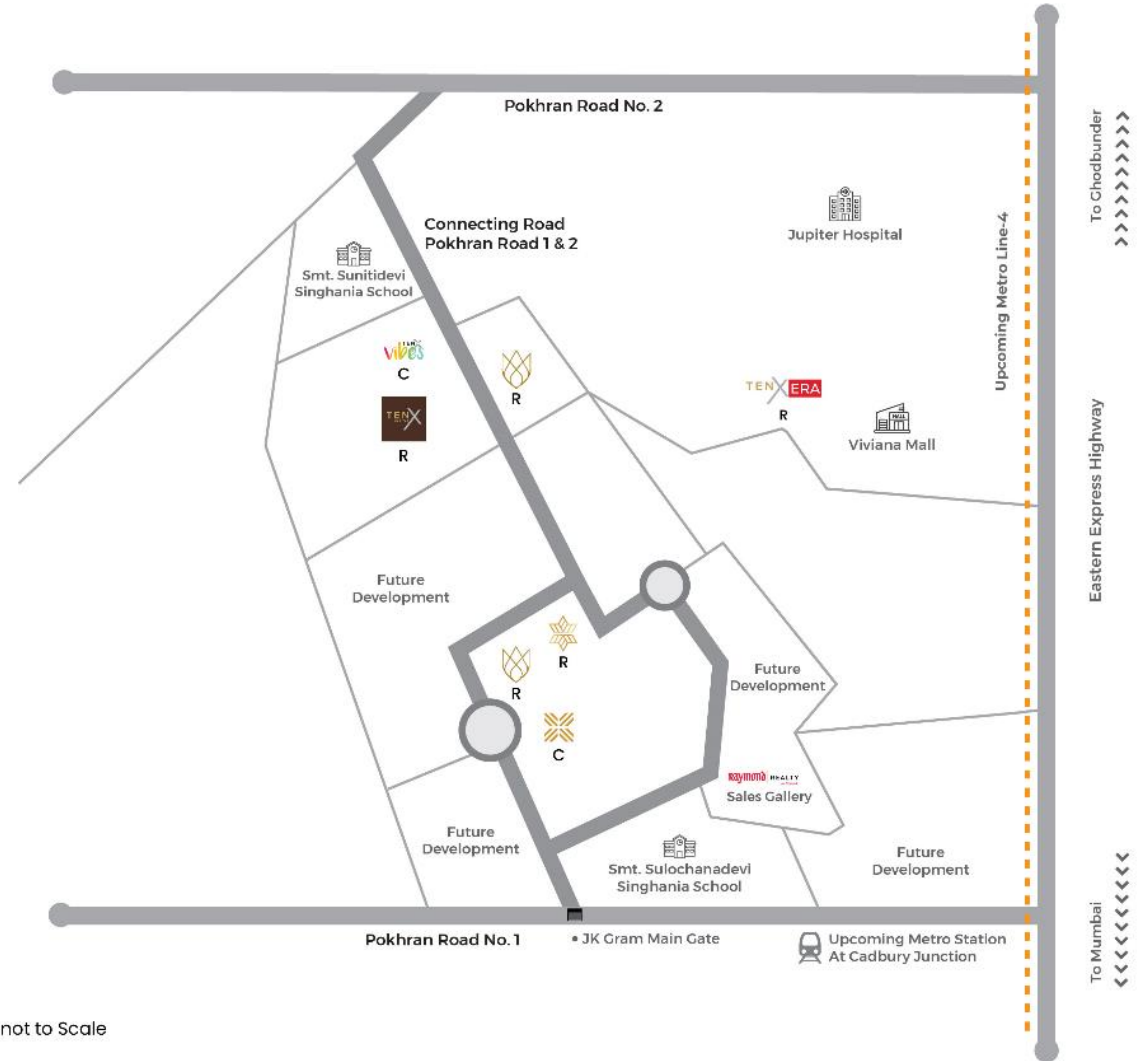 Pokhran Road No. 2
To Ghodbunder
Connecting Road
Pokhran Road 1 & 2
Jupiter Hospital
Upcoming Metro Line-4
Smt. Sunitidevi
Singhania School
TEN X
Vibes
C
R
TEN X ERA
R
MALL
Viviana Mall
TEN X
R
Eastern Express Highway
Future
Development
R
R
Future
Development
C
Raymond REALTY
Sales Gallery
Future
Development
Smt. Sulochanadevi
Singhania School
Future
Development
To Mumbai
Pokhran Road No. 1
• JK Gram Main Gate
Upcoming Metro Station
At Cadbury Junction
not to Scale